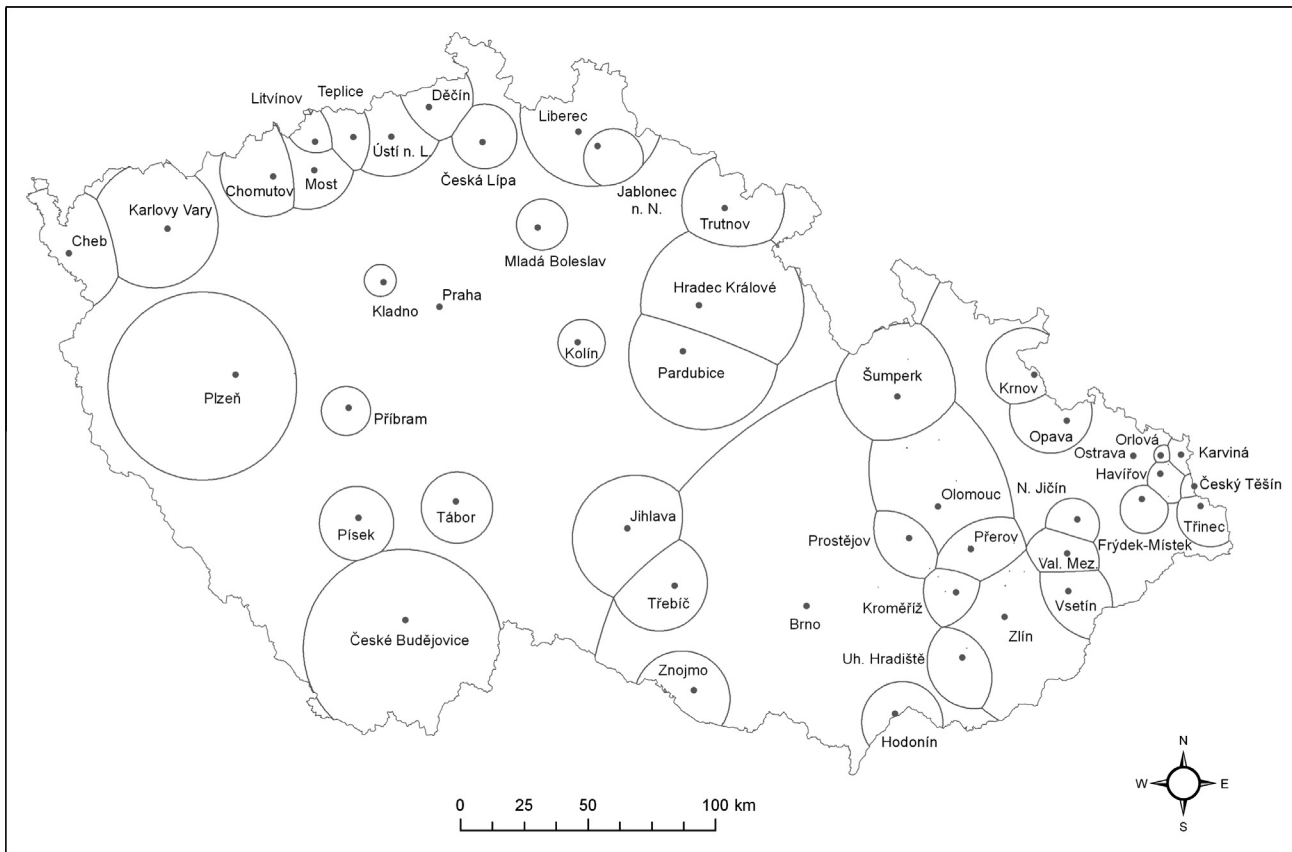 Děčín
Teplice
Litvínov
Liberec
Ústí n. L.
Česká Lípa
Most
Chomutov
Jablonec
n. N.
Karlovy Vary
Trutnov
Cheb
Mladá Boleslav
Praha
Hradec Králové
Kladno
Kolín
Pardubice
Šumperk
Krnov
Plzeň
Příbram
Opava
Orlová
Ostrava
Karviná
Havířov
Český Těšín
N. Jičín
Olomouc
Tábor
Jihlava
Písek
Třinec
Prostějov
Přerov
Frýdek-Místek
Val. Mez.
Třebíč
Kroměříž
Vsetín
Brno
Zlín
České Budějovice
Uh. Hradiště
Znojmo
Hodonín
N
W
E
S
0 25 50 100 km